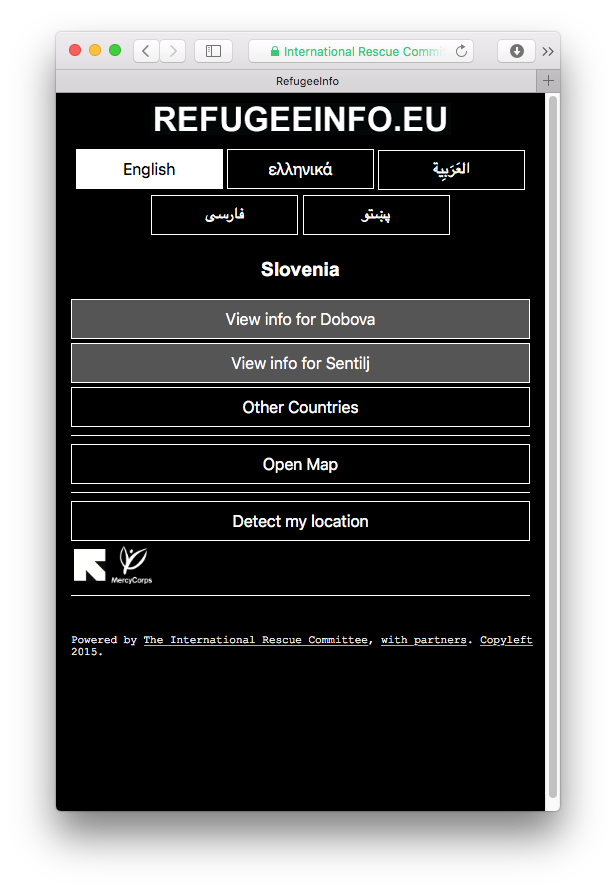 International Rescue Commi
RefugeeInfo
REFUGEEINFO.EU
English
ελληνικά
العَرَبِية
فارسی
پښتو
Slovenia
View info for Dobova
View info for Sentilj
Other Countries
Open Map
Detect my location
MercyCorps
Powered by The International Rescue Committee, with partners. Copyleft
2015.